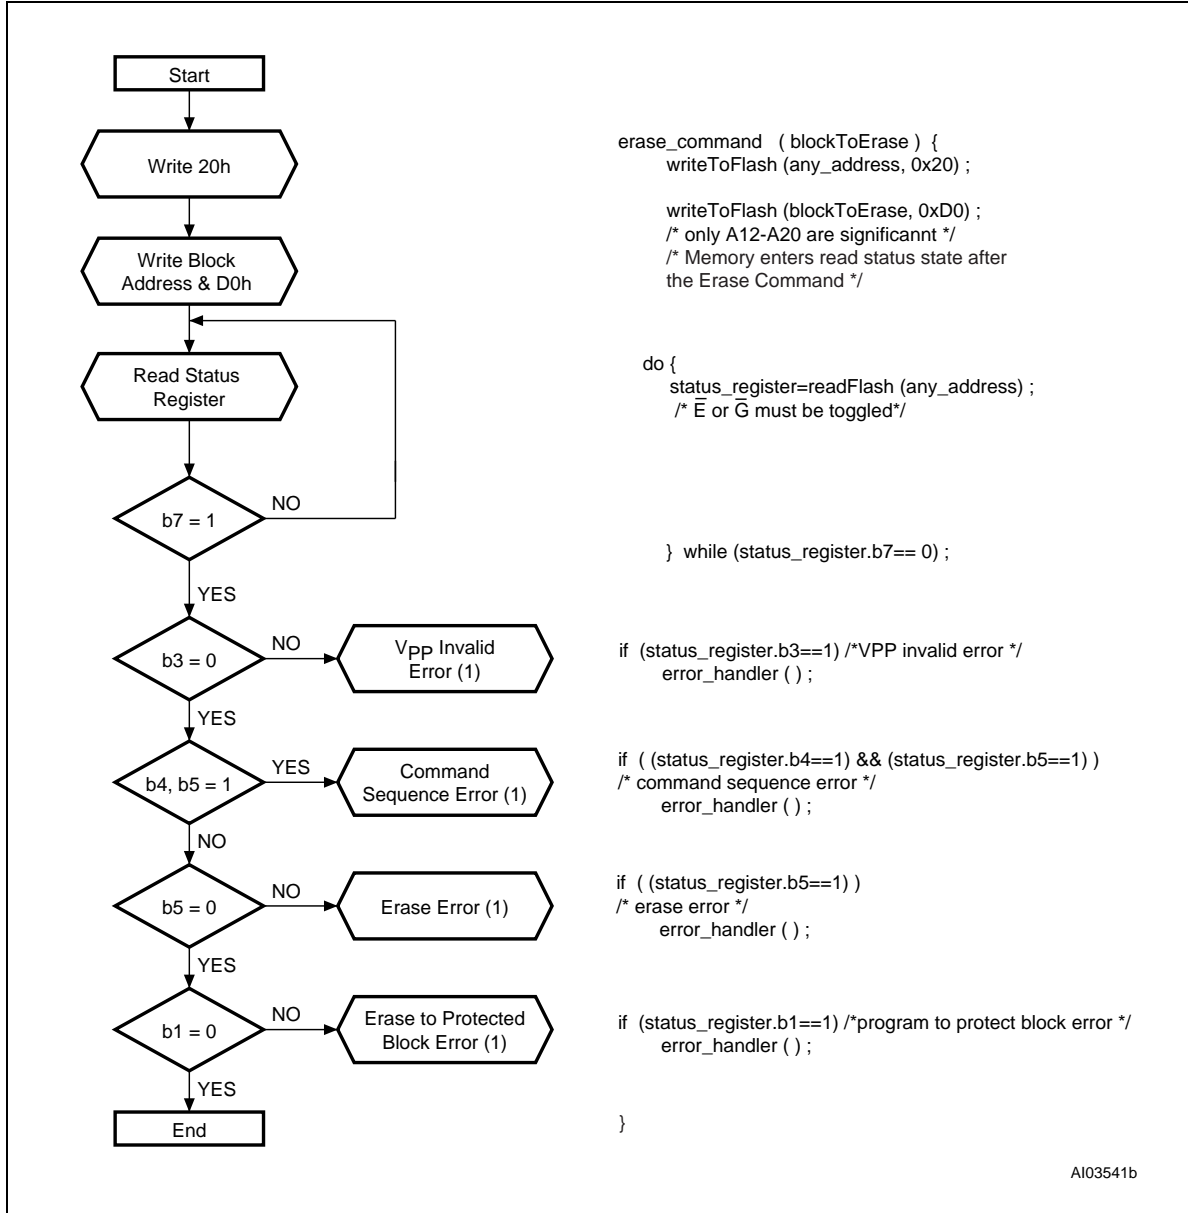 Start
Write 20h
Write Block
Address & D0h
Read Status
Register
b7 = 1
NO
YES
b3 = 0
NO
VPP Invalid
Error (1)
YES
b4, b5 = 1
YES
Command
Sequence Error (1)
NO
b5 = 0
NO
Erase Error (1)
YES
b1 = 0
NO
Erase to Protected
Block Error (1)
YES
End
erase_command ( blockToErase ) {
writeToFlash (any_address, 0x20) ;
writeToFlash (blockToErase, 0xD0) ;
/* only A12-A20 are significannt */
/* Memory enters read status state after
the Erase Command */
do {
status_register=readFlash (any_address) ;
/* E̅ or G̅ must be toggled*/
} while (status_register.b7== 0) ;
if (status_register.b3==1) /*VPP invalid error */
error_handler ( ) ;
if ( (status_register.b4==1) && (status_register.b5==1) )
/* command sequence error */
error_handler ( ) ;
if ( (status_register.b5==1) )
/* erase error */
error_handler ( ) ;
if (status_register.b1==1) /*program to protect block error */
error_handler ( ) ;
}
AI03541b